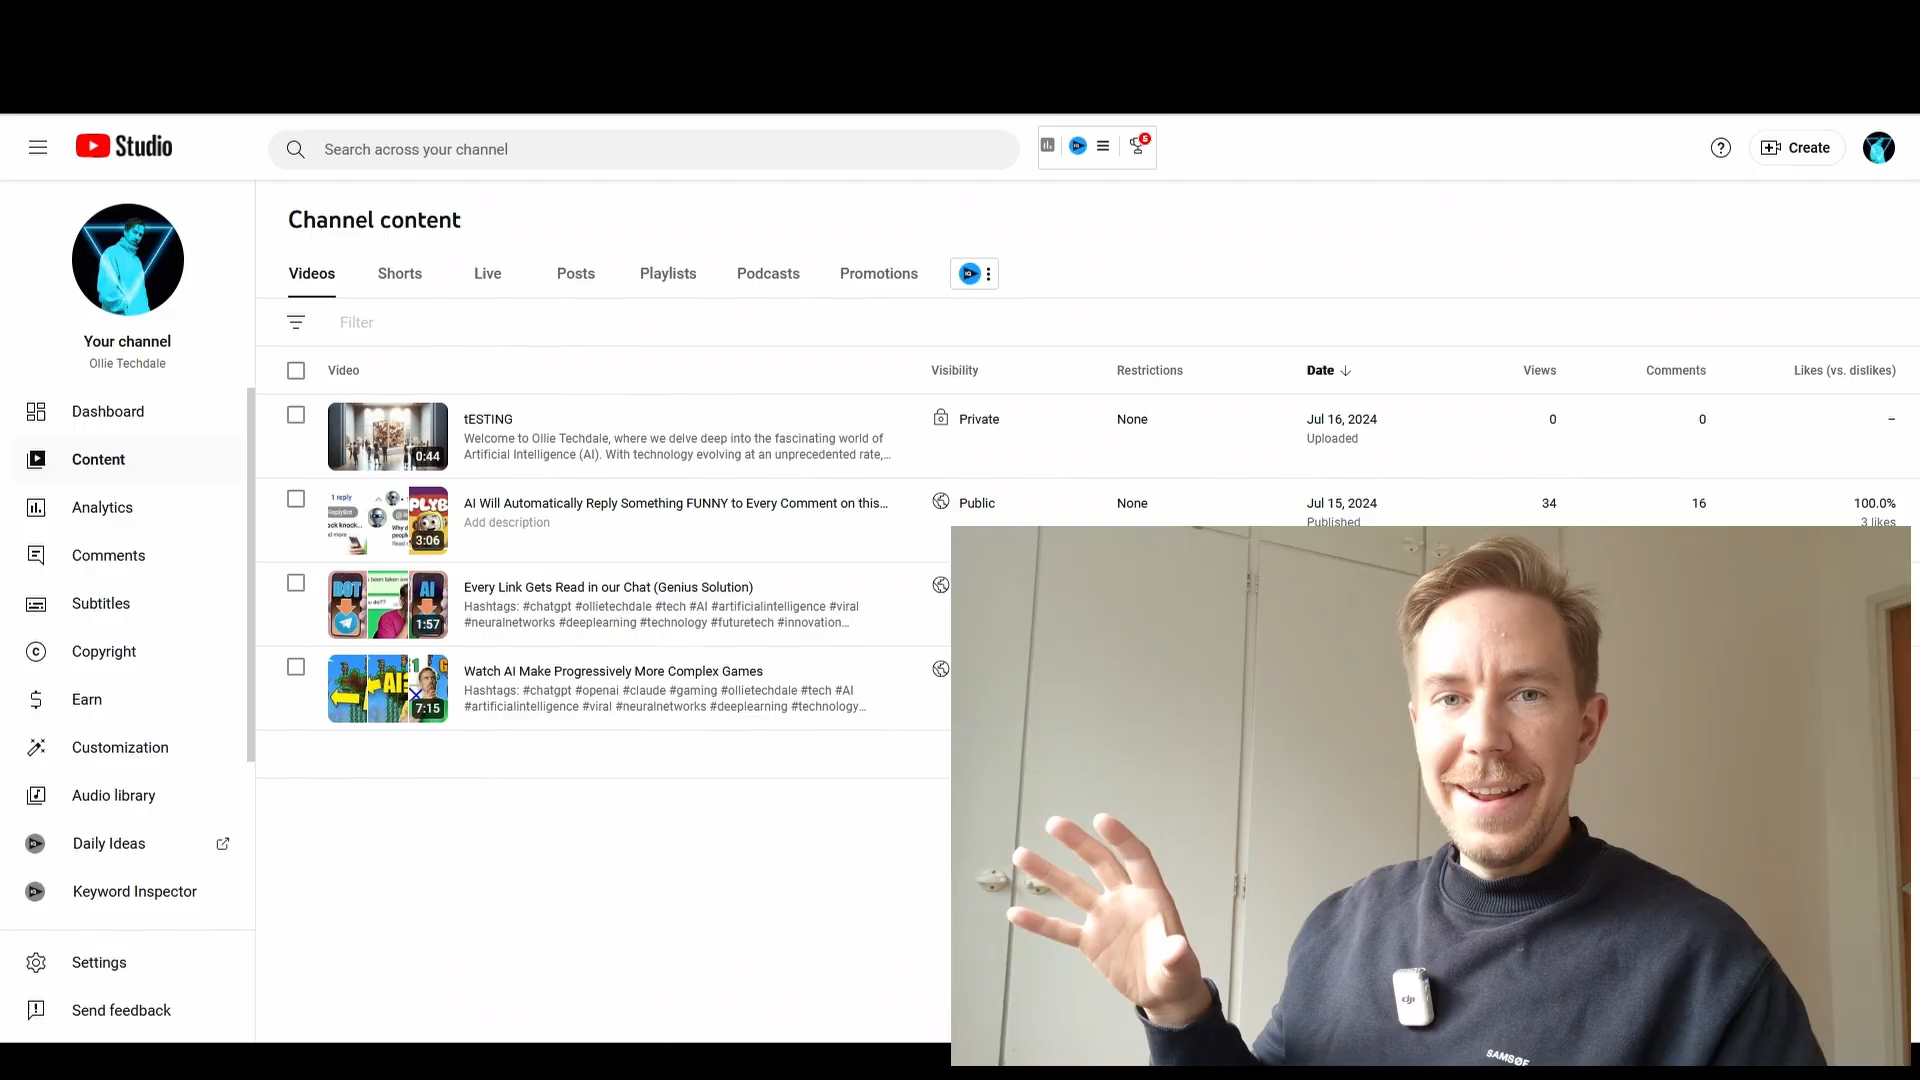 Studio
Search across your channel
5
Create
Your channel
Ollie Techdale
Dashboard
Content
Analytics
Comments
Subtitles
Copyright
Earn
Customization
Audio library
Daily Ideas
Keyword Inspector
Settings
Send feedback
Channel content
Videos Shorts Live Posts Playlists Podcasts Promotions
Filter
Video Visibility Restrictions Date Views Comments Likes (vs. dislikes)
0:44
tESTING
Welcome to Ollie Techdale, where we delve deep into the fascinating world of
Artificial Intelligence (AI). With technology evolving at an unprecedented rate,...
Private None Jul 16, 2024 0 0 –
Uploaded
1 reply
3:06
AI Will Automatically Reply Something FUNNY to Every Comment on this...
Add description
Public None Jul 15, 2024 34 16 100.0%
Published 3 likes
BOT
AI
1:57
Every Link Gets Read in our Chat (Genius Solution)
Hashtags: #chatgpt #ollietechdale #tech #AI #artificialintelligence #viral
#neuralnetworks #deeplearning #technology #futuretech #innovation...
AI
7:15
Watch AI Make Progressively More Complex Games
Hashtags: #chatgpt #openai #claude #gaming #ollietechdale #tech #AI
#artificialintelligence #viral #neuralnetworks #deeplearning #technology...
dji
SAMSØE